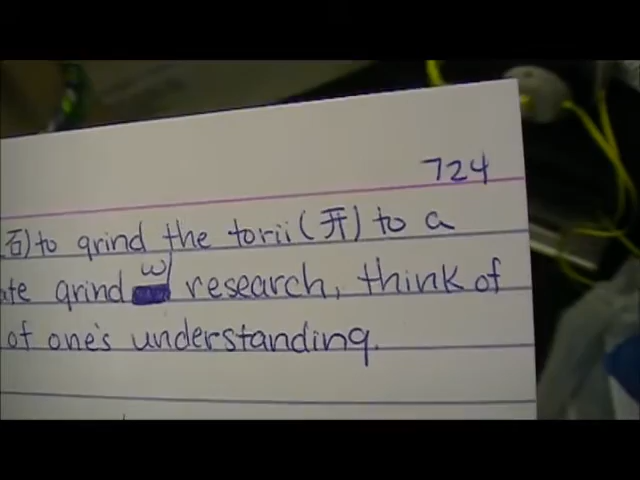 724
石) to grind the torii (开) to a
ate grind w/ research, think of
of one's understanding.